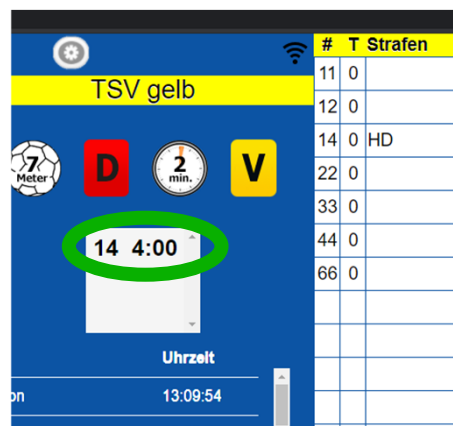 TSV gelb
7
Meter
D
2
min.
V
14 4:00
Uhrzeit
on 13:09:54
# T Strafen
11 0
12 0
14 0 HD
22 0
33 0
44 0
66 0